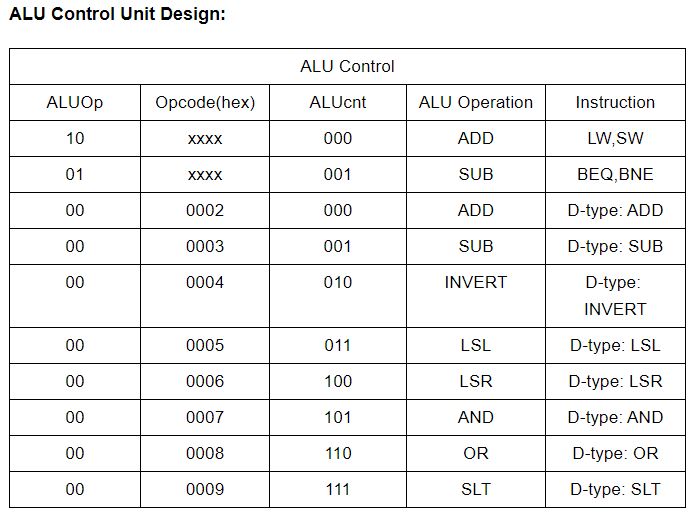 ALU Control Unit Design:
ALU Control
ALUOp Opcode(hex) ALUcnt ALU Operation Instruction
10 xxxx 000 ADD LW,SW
01 xxxx 001 SUB BEQ,BNE
00 0002 000 ADD D-type: ADD
00 0003 001 SUB D-type: SUB
00 0004 010 INVERT D-type:
INVERT
00 0005 011 LSL D-type: LSL
00 0006 100 LSR D-type: LSR
00 0007 101 AND D-type: AND
00 0008 110 OR D-type: OR
00 0009 111 SLT D-type: SLT